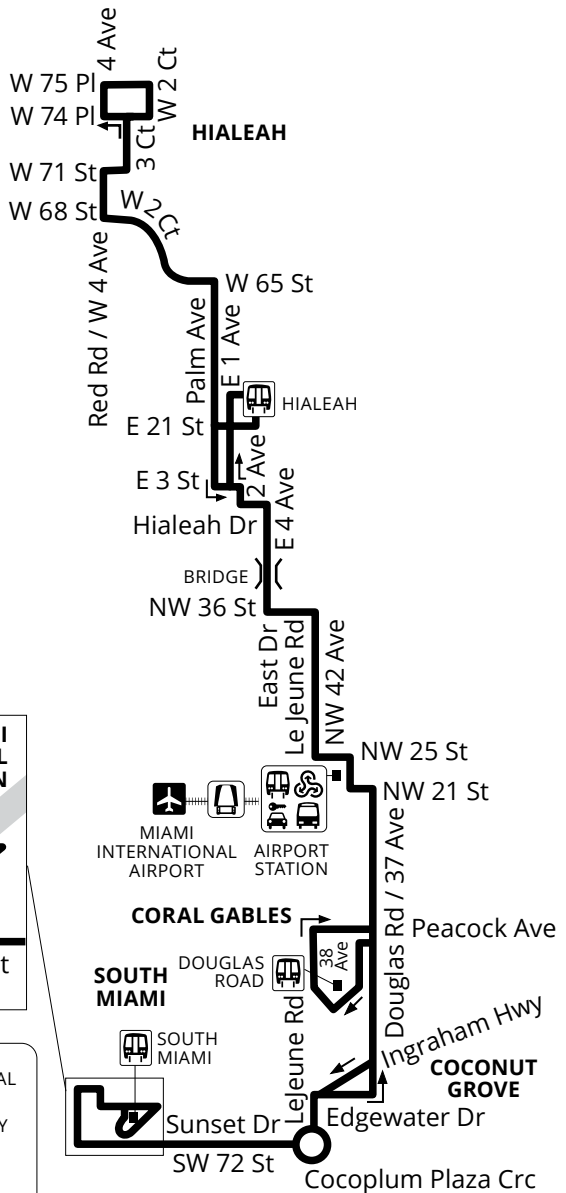 4 Ave
W 75 Pl
W 2 Ct
W 74 Pl
HIALEAH
3 Ct
W 71 St
W 68 St
W 2 Ct
Red Rd / W 4 Ave
W 65 St
Palm Ave
E 1 Ave
HIALEAH
E 21 St
E 3 St
2 Ave
Hialeah Dr
E 4 Ave
BRIDGE
NW 36 St
East Dr
Le Jeune Rd
NW 42 Ave
I
L
N
NW 25 St
NW 21 St
MIAMI
INTERNATIONAL
AIRPORT
AIRPORT
STATION
Douglas Rd / 37 Ave
CORAL GABLES
Peacock Ave
38
Ave
DOUGLAS
ROAD
t
SOUTH
MIAMI
LeJeune Rd
Ingraham Hwy
SOUTH
MIAMI
COCONUT
GROVE
AL
Y
Sunset Dr
Edgewater Dr
SW 72 St
Cocoplum Plaza Crc